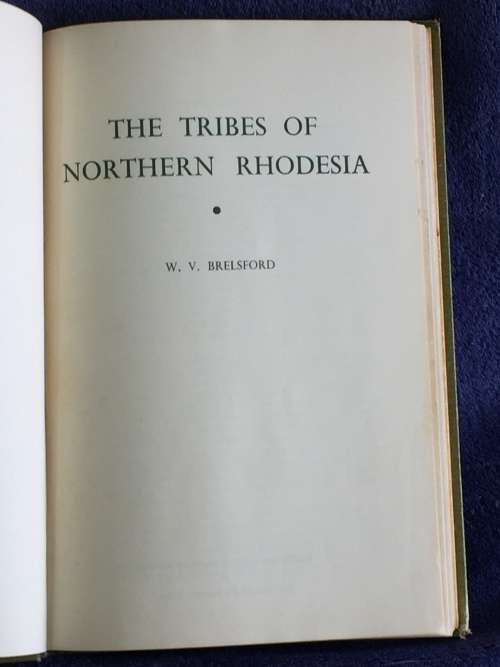 THE TRIBES OF
NORTHERN RHODESIA
W. V. BRELSFORD